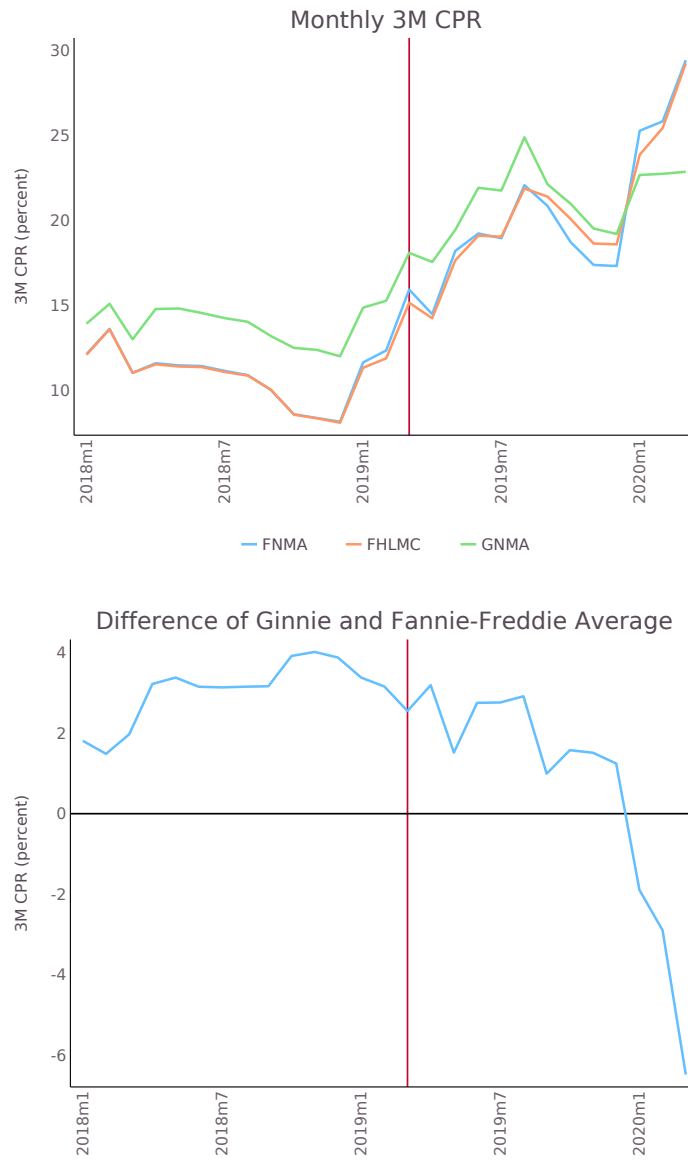 Monthly 3M CPR
30
25
20
15
10
3M CPR (percent)
2018m1
2018m7
2019m1
2019m7
2020m1
FNMA FHLMC GNMA
Difference of Ginnie and Fannie-Freddie Average
4
2
0
-2
-4
-6
3M CPR (percent)
2018m1
2018m7
2019m1
2019m7
2020m1